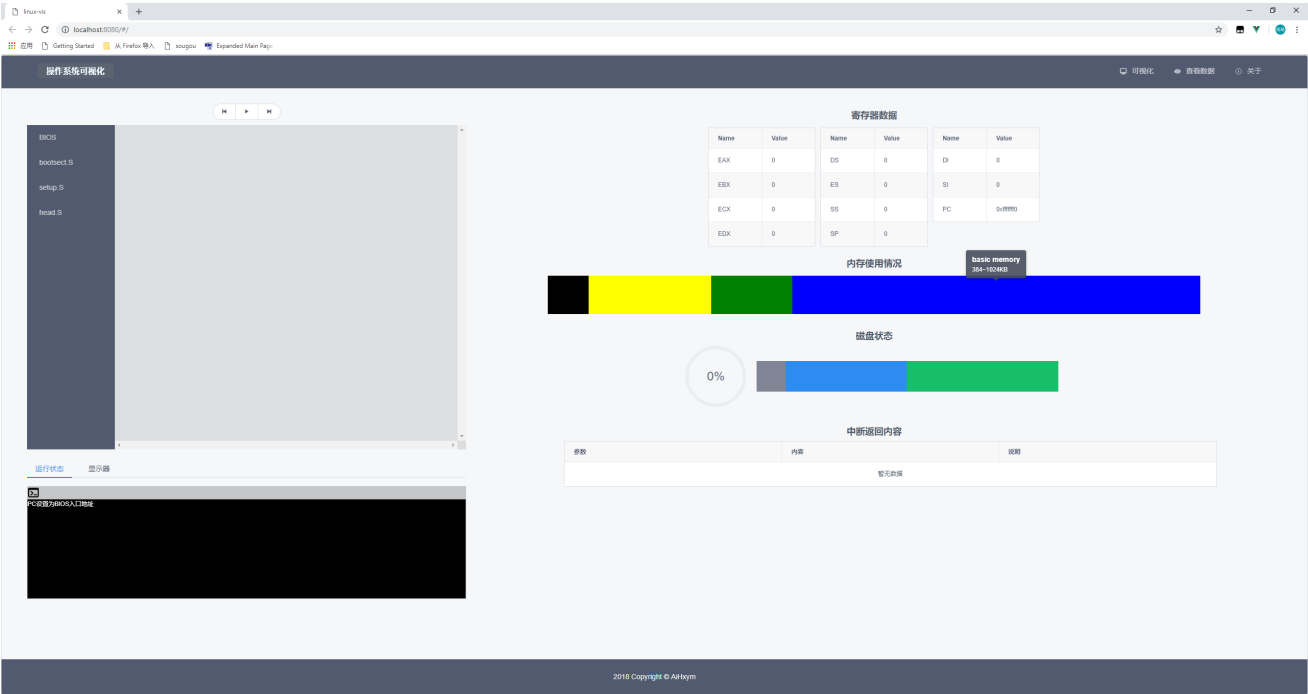 linux-vis
localhost:8080/#/
应用 Getting Started 从 Firefox 导入 sougou Expanded Main Page
操作系统可视化 可视化 查看数据 关于
BIOS
bootsect.S
setup.S
head.S
运行状态 显示器
PC设置为BIOS入口地址
寄存器数据
Name Value Name Value Name Value
EAX 0 DS 0 DI 0
EBX 0 ES 0 SI 0
ECX 0 SS 0 PC 0xfffffff0
EDX 0 SP 0
内存使用情况
basic memory
384~1024KB
磁盘状态
0%
中断返回内容
参数 内容 说明
暂无数据
2018 Copyright © AiHxym